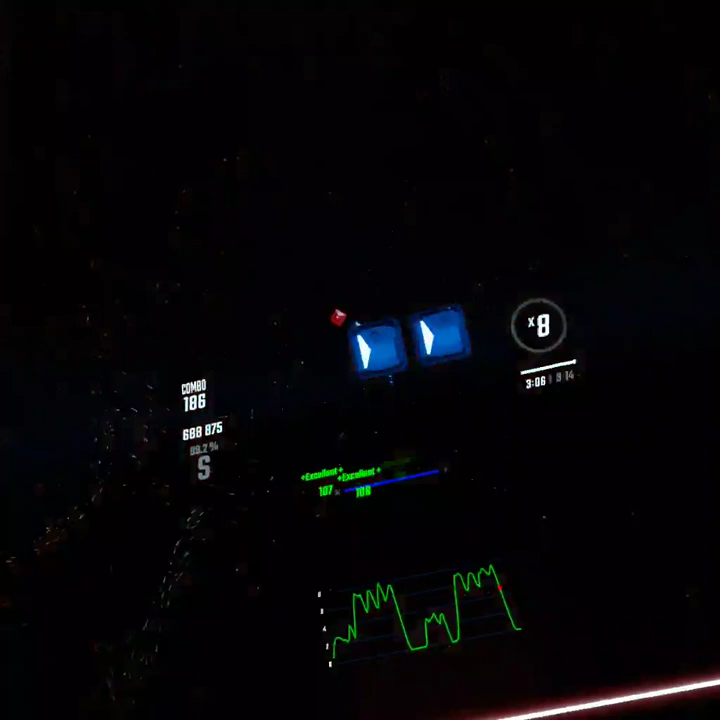 x8
COMBO
186
3:06 | 3 14
688 875
89.2 %
S
+Excellent+
+Excellent+
107
108